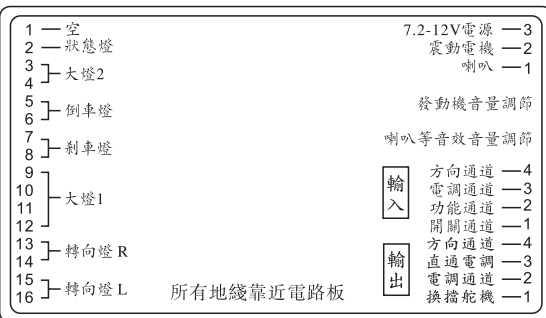 1 空
2 狀態燈
3
4
大燈2
5
6
倒車燈
7
8
剎車燈
9
10
11
12
大燈1
13
14
轉向燈 R
15
16
轉向燈 L
所有地綫靠近電路板
7.2-12V電源 3
震動電機 2
喇叭 1
發動機音量調節
喇叭等音效音量調節
輸入
方向通道 4
電調通道 3
功能通道 2
開關通道 1
輸出
方向通道 4
直通電調 3
電調通道 2
換擋舵機 1